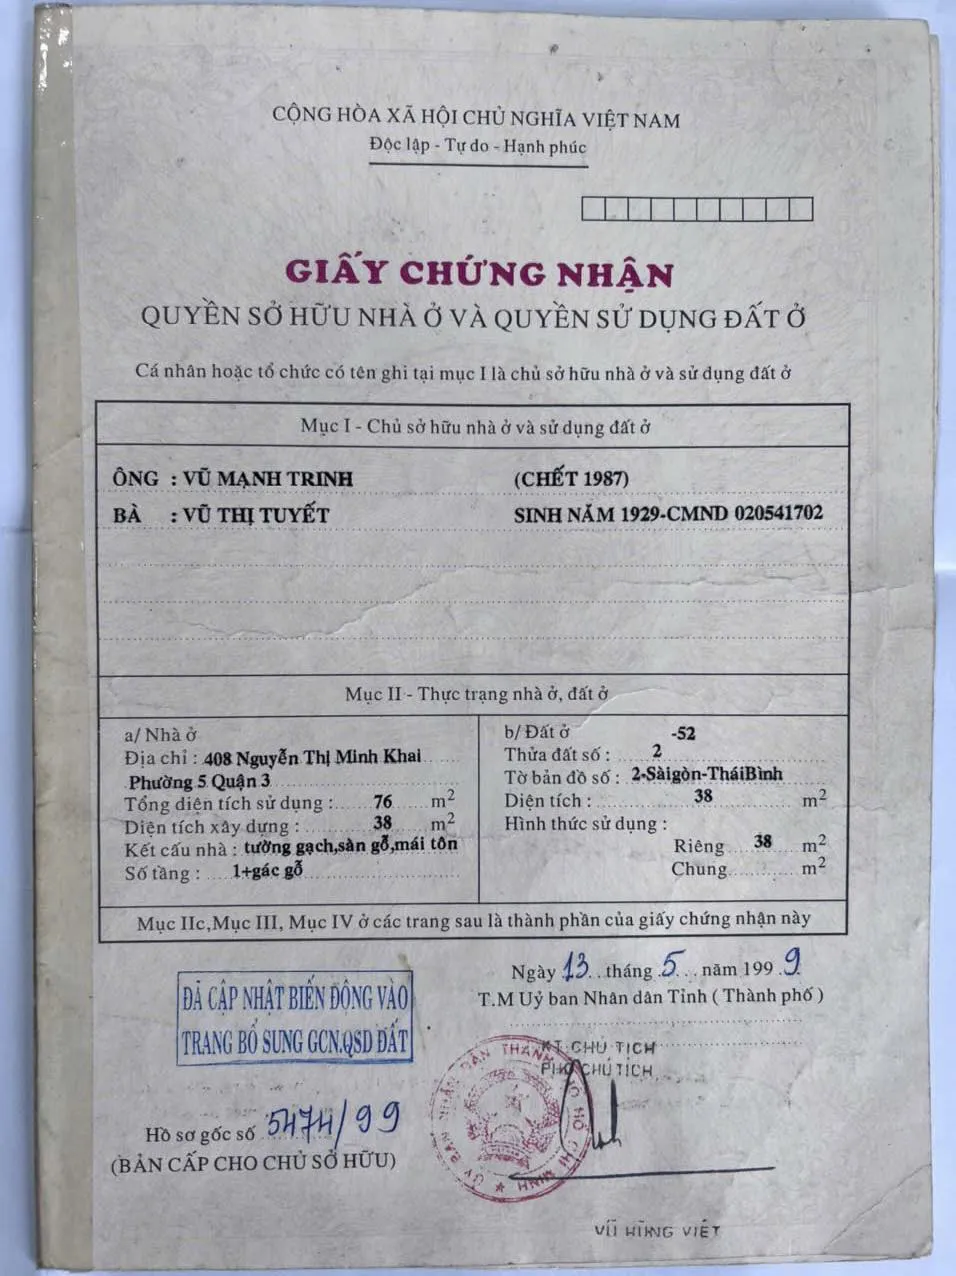 CỘNG HÒA XÃ HỘI CHỦ NGHĨA VIỆT NAM
Độc lập - Tự do - Hạnh phúc
GIẤY CHỨNG NHẬN
QUYỀN SỞ HỮU NHÀ Ở VÀ QUYỀN SỬ DỤNG ĐẤT Ở
Cá nhân hoặc tổ chức có tên ghi tại mục I là chủ sở hữu nhà ở và sử dụng đất ở
Mục I - Chủ sở hữu nhà ở và sử dụng đất ở
ÔNG : VŨ MẠNH TRINH (CHẾT 1987)
BÀ : VŨ THỊ TUYẾT SINH NĂM 1929-CMND 020541702
Mục II - Thực trạng nhà ở, đất ở
a/ Nhà ở
Địa chỉ : 408 Nguyễn Thị Minh Khai
Phường 5 Quận 3
Tổng diện tích sử dụng : 76 m²
Diện tích xây dựng : 38 m²
Kết cấu nhà : tường gạch,sàn gỗ,mái tôn
Số tầng : 1+gác gỗ
b/ Đất ở -52
Thửa đất số : 2
Tờ bản đồ số : 2-Sàigòn-TháiBình
Diện tích : 38 m²
Hình thức sử dụng :
Riêng 38 m²
Chung m²
Mục IIc,Mục III, Mục IV ở các trang sau là thành phần của giấy chứng nhận này
Ngày 13 tháng 5 năm 1999
T.M Uỷ ban Nhân dân Tỉnh ( Thành phố )
KT CHỦ TỊCH
PHÓ CHỦ TỊCH
ĐÃ CẬP NHẬT BIẾN ĐỘNG VÀO
TRANG BỔ SUNG GCN.QSD ĐẤT
Hồ sơ gốc số 5474/99
(BẢN CẤP CHO CHỦ SỞ HỮU)
ỦY BAN NHÂN DÂN THÀNH PHỐ HỒ CHÍ MINH
VŨ HÙNG VIỆT